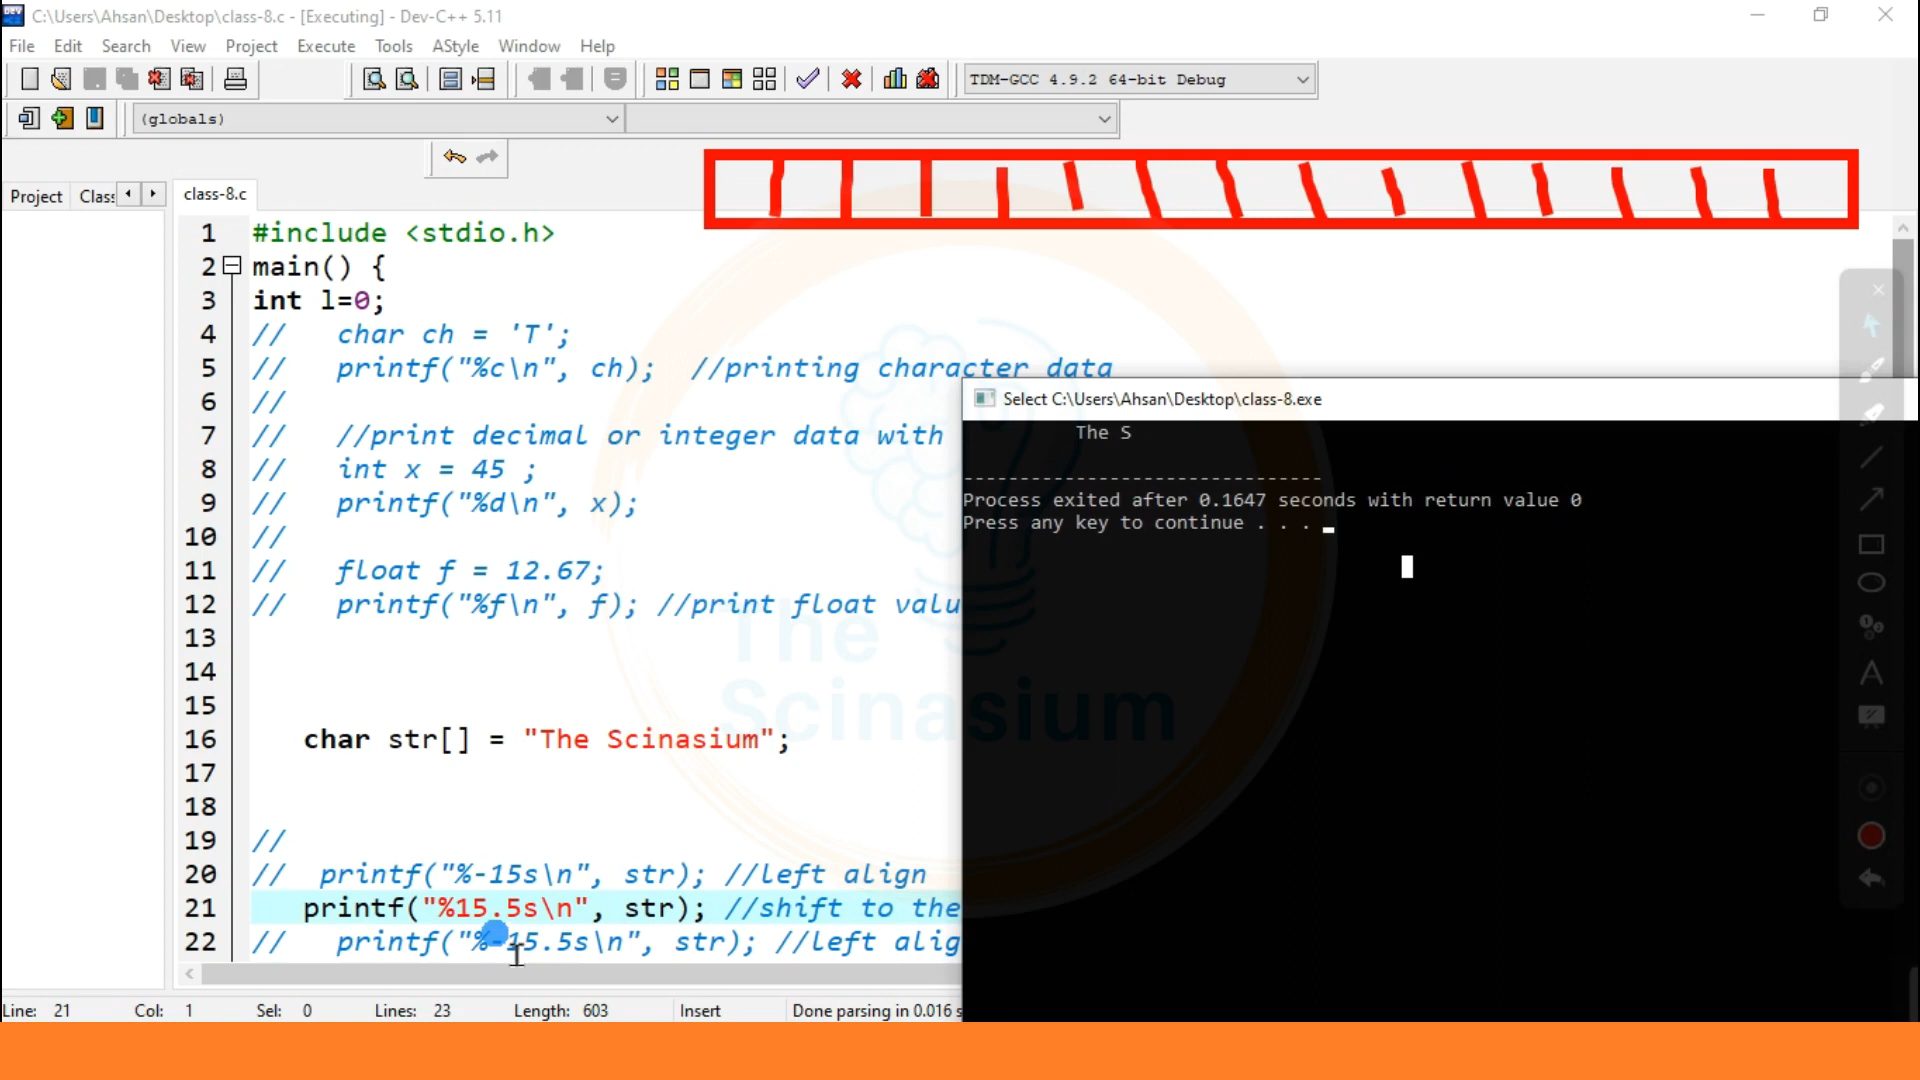 C:\Users\Ahsan\Desktop\class-8.c - [Executing] - Dev-C++ 5.11
File Edit Search View Project Execute Tools AStyle Window Help
TDM-GCC 4.9.2 64-bit Debug
(globals)
Project Clas class-8.c
1 #include <stdio.h>
2 main() {
3 int l=0;
4 // char ch = 'T';
5 // printf("%c\n", ch); //printing character data
6 //
7 // //print decimal or integer data with
8 // int x = 45 ;
9 // printf("%d\n", x);
10 //
11 // float f = 12.67;
12 // printf("%f\n", f); //print float valu
13
14
15
16 char str[] = "The Scinasium";
17
18
19 //
20 // printf("%-15s\n", str); //left align
21 printf("%15.5s\n", str); //shift to the
22 // printf("%-15.5s\n", str); //left alig
Select C:\Users\Ahsan\Desktop\class-8.exe
The S
--------------------------------
Process exited after 0.1647 seconds with return value 0
Press any key to continue . . .
The
Scinasium
Line: 21 Col: 1 Sel: 0 Lines: 23 Length: 603 Insert Done parsing in 0.016 s